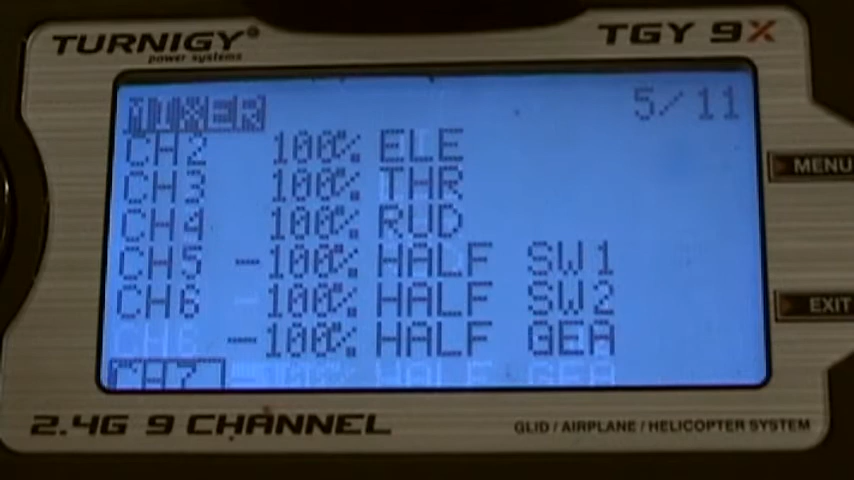 TURNIGY®
power systems
TGY 9X
MIXER 5/11
CH2 100% ELE
CH3 100% THR
CH4 100% RUD
CH5 -100% HALF SW1
CH6 100% HALF SW2
-100% HALF GEA
CH7
MENU
EXIT
2.4G 9 CHANNEL
GLID / AIRPLANE / HELICOPTER SYSTEM